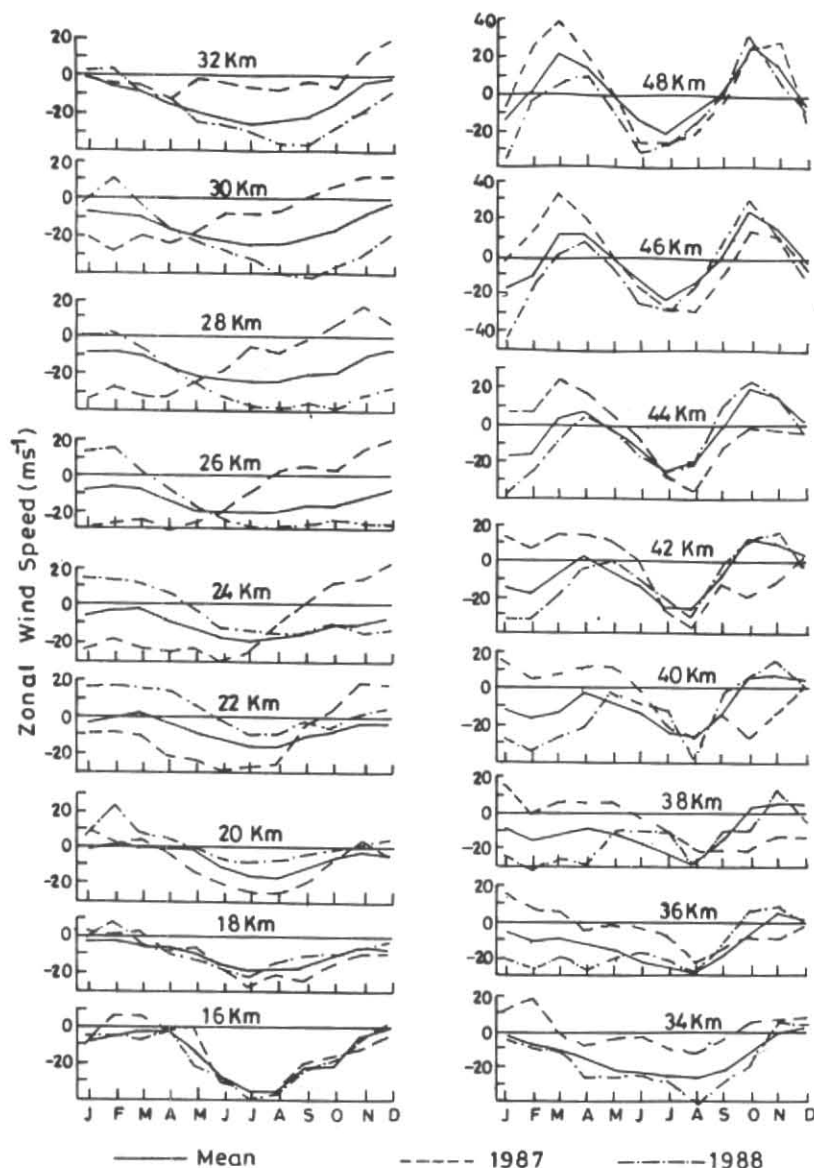 Zonal Wind Speed (ms⁻¹)
20
32 Km
0
-20
20
30 Km
0
-20
20
28 Km
0
-20
20
26 Km
0
-20
20
24 Km
0
-20
20
22 Km
0
-20
20
20 Km
0
-20
18 Km
0
-20
16 Km
0
-20
J F M A M J J A S O N D
40
20
48 Km
0
-20
40
20
46 Km
0
-20
-40
20
44 Km
0
-20
20
42 Km
0
-20
20
40 Km
0
-20
20
38 Km
0
-20
20
36 Km
0
-20
20
34 Km
0
-20
J F M A M J J A S O N D
Mean 1987 1988